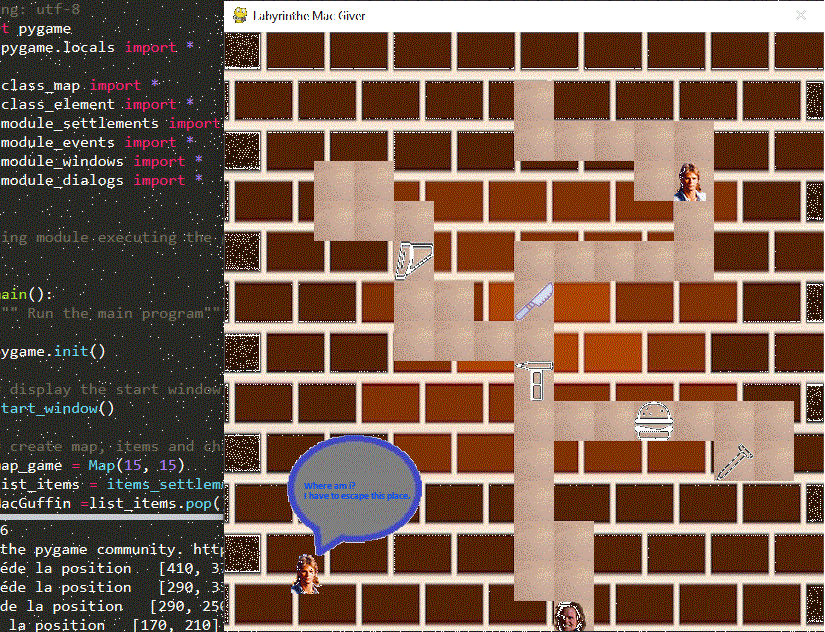 ng: utf-8
t pygame
pygame.locals import *
class_map import *
class_element import *
module_settlements import
module_events import *
module_windows import *
module_dialogs import *
ing module executing the
ain():
"" Run the main program""
ygame.init()
display the start window
tart_window()
create map, items and ch
map_game = Map(15, 15)
ist_items = items_settlem
MacGuffin =list_items.pop(
6
the pygame community. http
éde la position [410, 3
éde la position [290, 3
de la position [290, 250
la position [170, 210]
Labyrinthe Mac Giver
Where am I?
I have to escape this place.